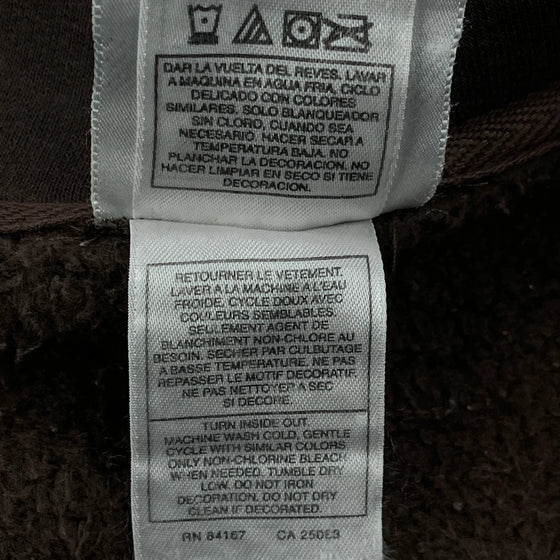 DAR LA VUELTA DEL REVES. LAVAR
A MAQUINA EN AGUA FRIA, CICLO
DELICADO CON COLORES
SIMILARES, SOLO BLANQUEADOR
SIN CLORO, CUANDO SEA
NECESARIO. HACER SECAR A
TEMPERATURA BAJA. NO
PLANCHAR LA DECORACION. NO
HACER LIMPIAR EN SECO SI TIENE
DECORACION.
RETOURNER LE VETEMENT.
LAVER A LA MACHINE A L'EAU
FROIDE, CYCLE DOUX AVEC
COULEURS SEMBLABLES.
SEULEMENT AGENT DE
BLANCHIMENT NON-CHLORE AU
BESOIN. SECHER PAR CULBUTAGE
A BASSE TEMPERATURE. NE PAS
REPASSER LE MOTIF DECORATIF.
NE PAS NETTOYER A SEC
SI DECORE.
TURN INSIDE OUT
MACHINE WASH COLD, GENTLE
CYCLE WITH SIMILAR COLORS
ONLY NON-CHLORINE BLEACH
WHEN NEEDED. TUMBLE DRY
LOW. DO NOT IRON
DECORATION. DO NOT DRY
CLEAN IF DECORATED.
RN 84167 CA